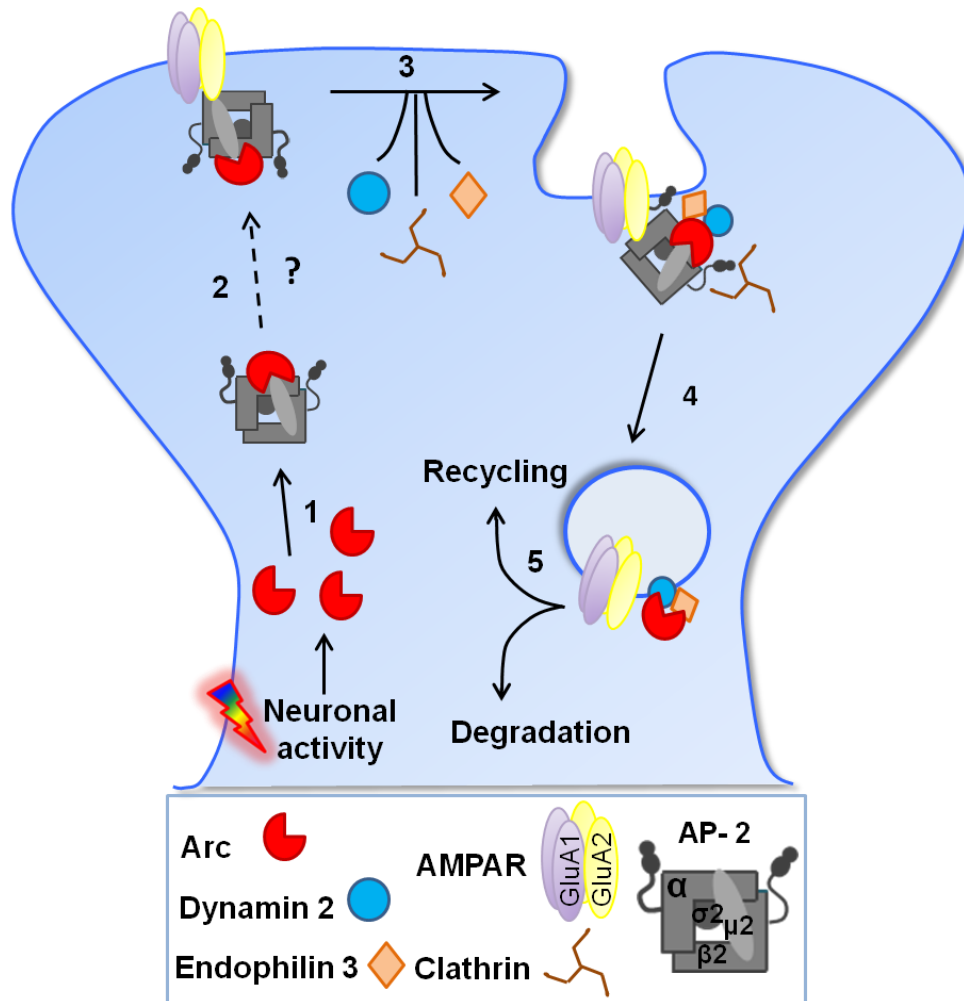 3
2
?
4
Recycling
1
5
Neuronal
activity
Degradation
Arc
Dynamin 2
Endophilin 3
AMPAR
GluA1
GluA2
Clathrin
AP- 2
α
σ2
μ2
β2